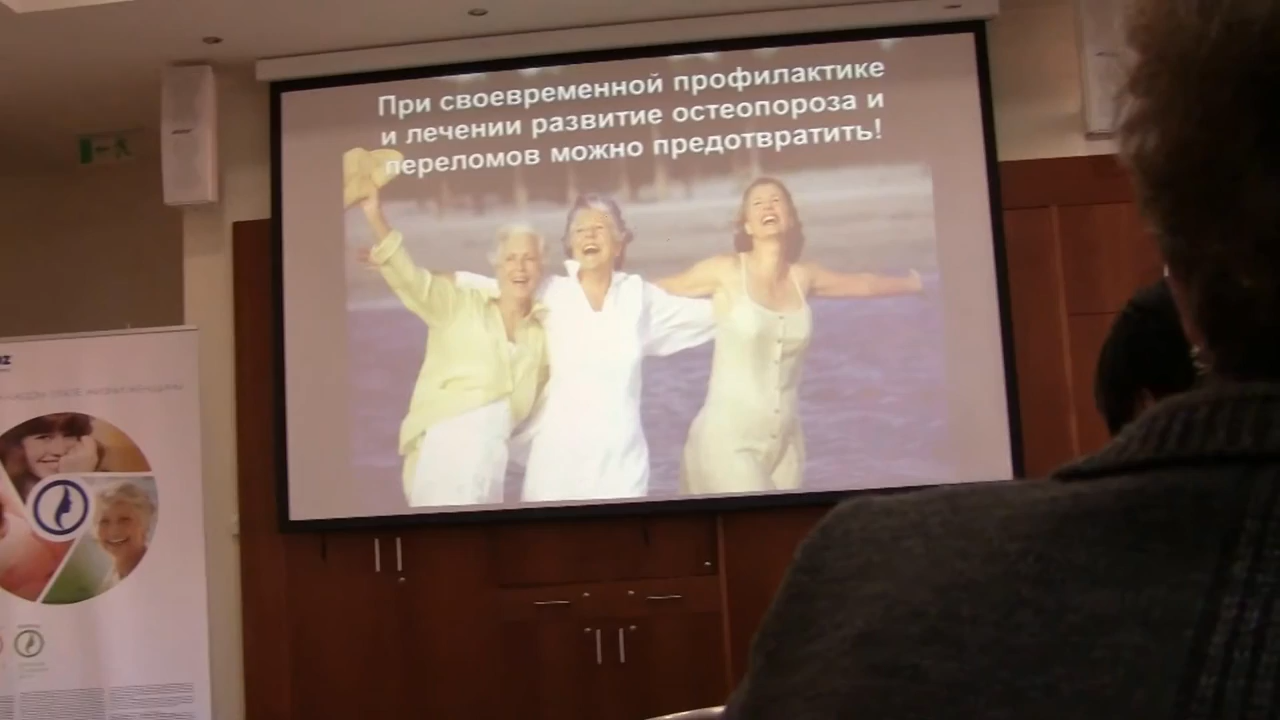 При своевременной профилактике
и лечении развитие остеопороза и
переломов можно предотвратить!